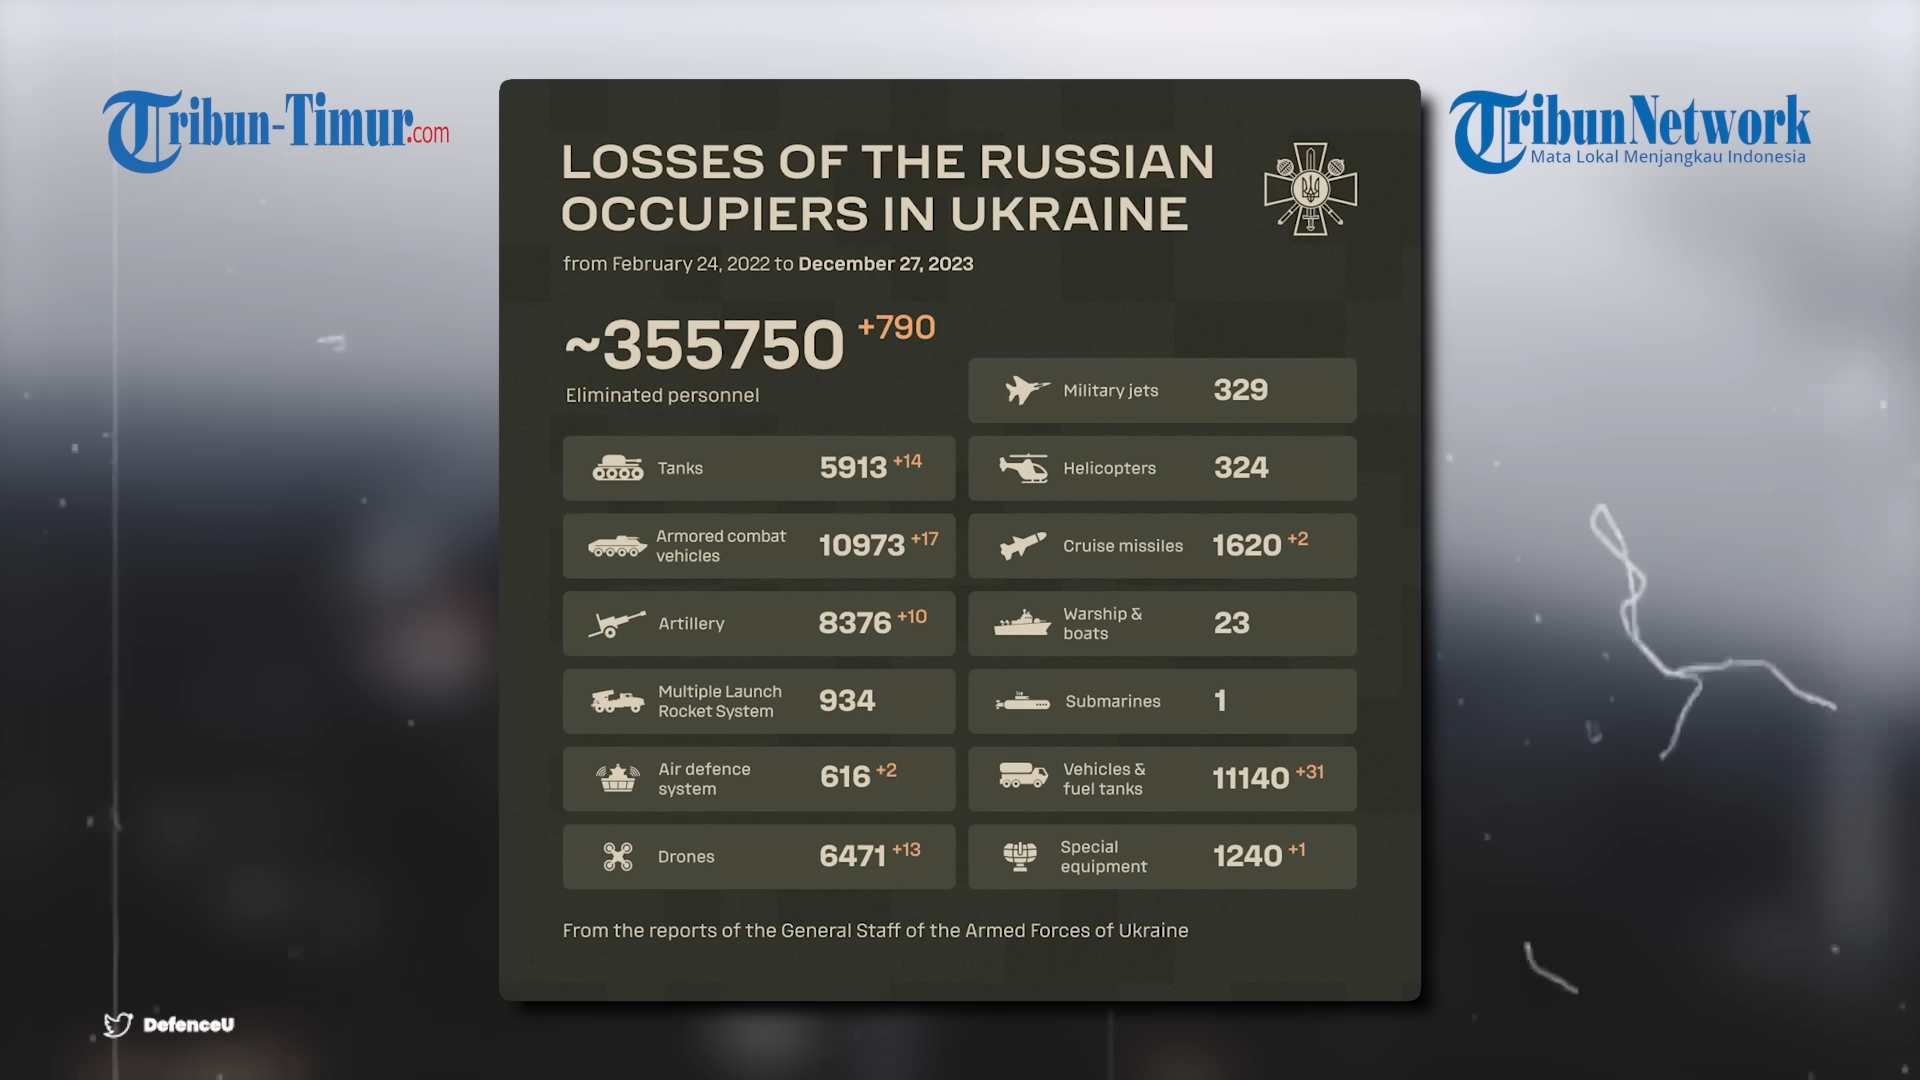 Tribun-Timur.com
TribunNetwork
Mata Lokal Menjangkau Indonesia
LOSSES OF THE RUSSIAN
OCCUPIERS IN UKRAINE
from February 24, 2022 to December 27, 2023
~355750 +790
Eliminated personnel
Military jets 329
Tanks 5913 +14
Helicopters 324
Armored combat
vehicles 10973 +17
Cruise missiles 1620 +2
Artillery 8376 +10
Warship &
boats 23
Multiple Launch
Rocket System 934
Submarines 1
Air defence
system 616 +2
Vehicles &
fuel tanks 11140 +31
Drones 6471 +13
Special
equipment 1240 +1
From the reports of the General Staff of the Armed Forces of Ukraine
DefenceU